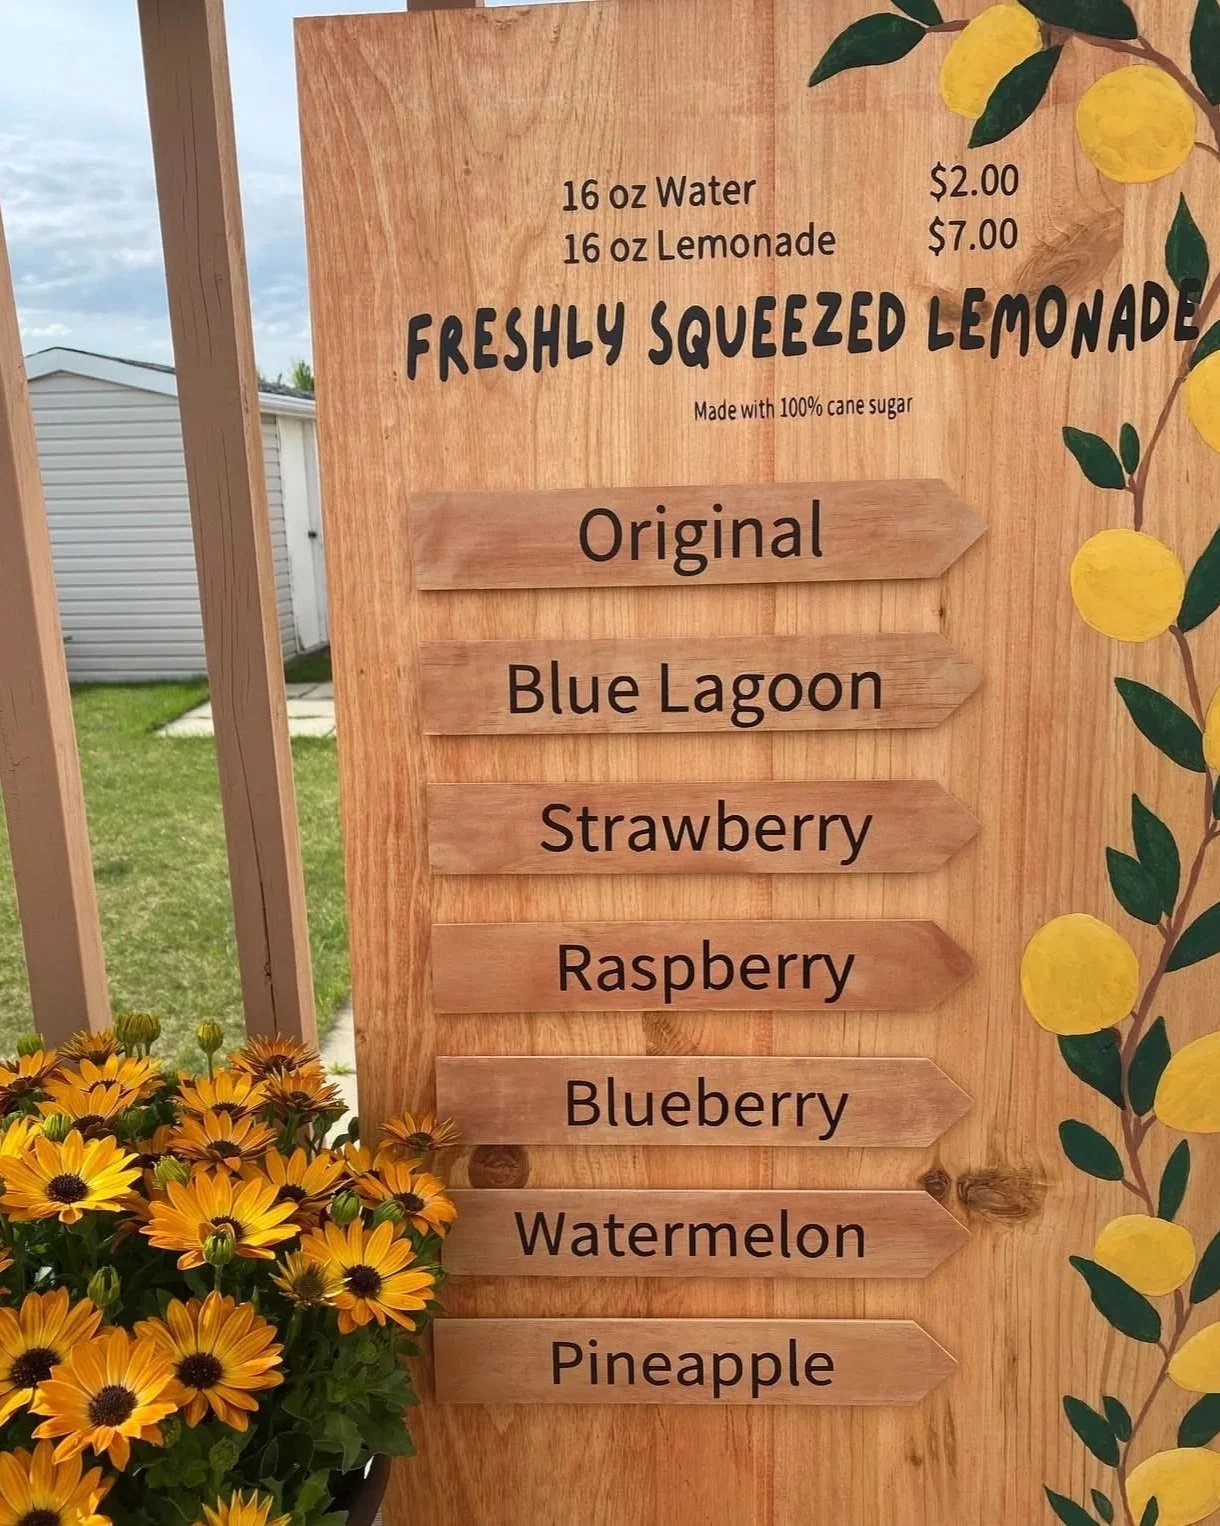 16 oz Water $2.00
16 oz Lemonade $7.00
FRESHLY SQUEEZED LEMONADE
Made with 100% cane sugar
Original
Blue Lagoon
Strawberry
Raspberry
Blueberry
Watermelon
Pineapple